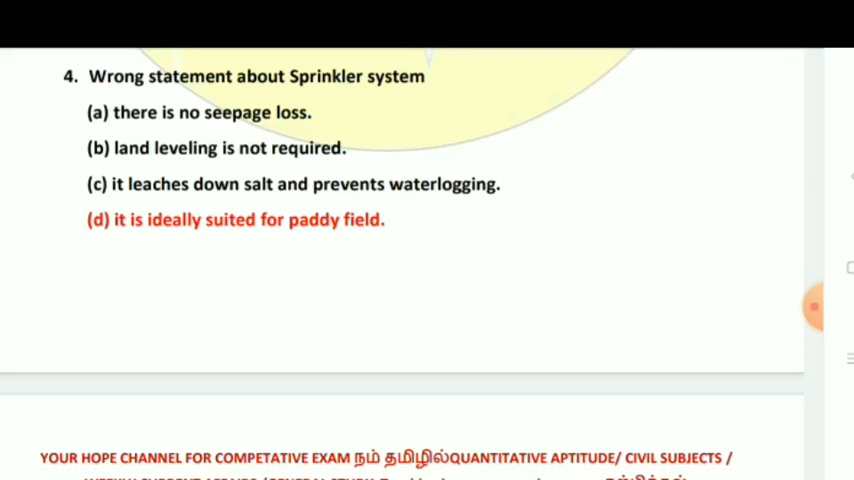 4. Wrong statement about Sprinkler system
(a) there is no seepage loss.
(b) land leveling is not required.
(c) it leaches down salt and prevents waterlogging.
(d) it is ideally suited for paddy field.
YOUR HOPE CHANNEL FOR COMPETATIVE EXAM நம் தமிழில்QUANTITATIVE APTITUDE/ CIVIL SUBJECTS /